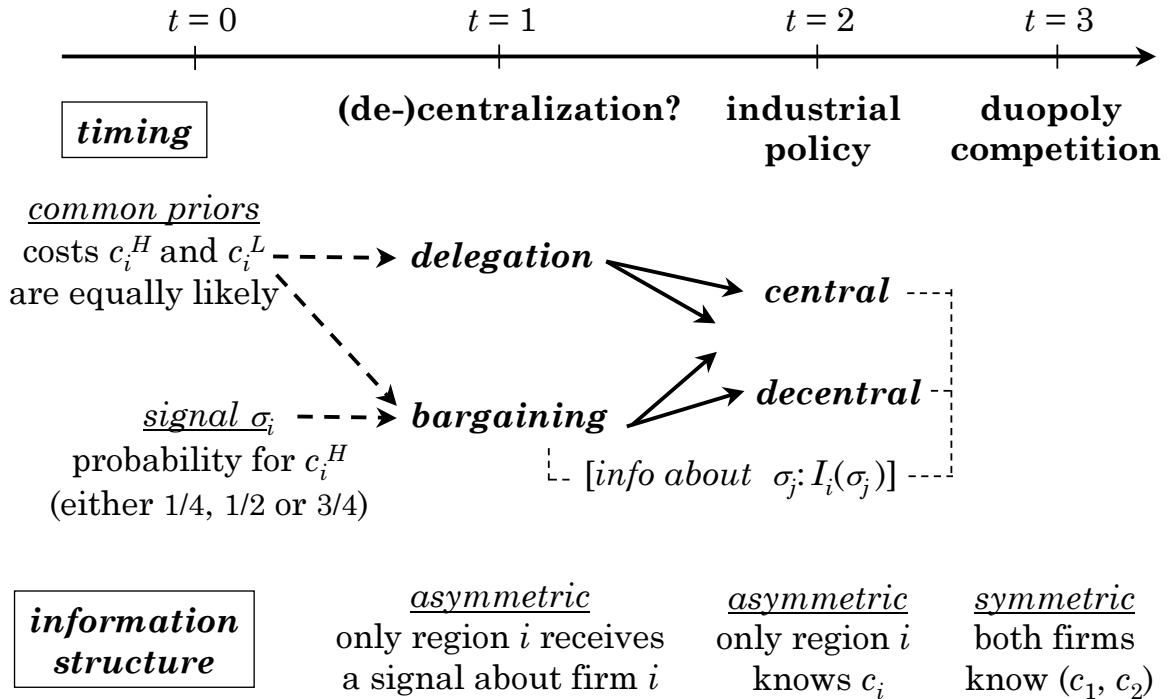 t = 0 t = 1 t = 2 t = 3
timing
(de-)centralization?
industrial
policy
duopoly
competition
common priors
costs c_i^H and c_i^L
are equally likely
delegation
central
decentral
signal σ_i
probability for c_i^H
(either 1/4, 1/2 or 3/4)
bargaining
[info about σ_j: I_i(σ_j)]
information
structure
asymmetric
only region i receives
a signal about firm i
asymmetric
only region i
knows c_i
symmetric
both firms
know (c_1, c_2)